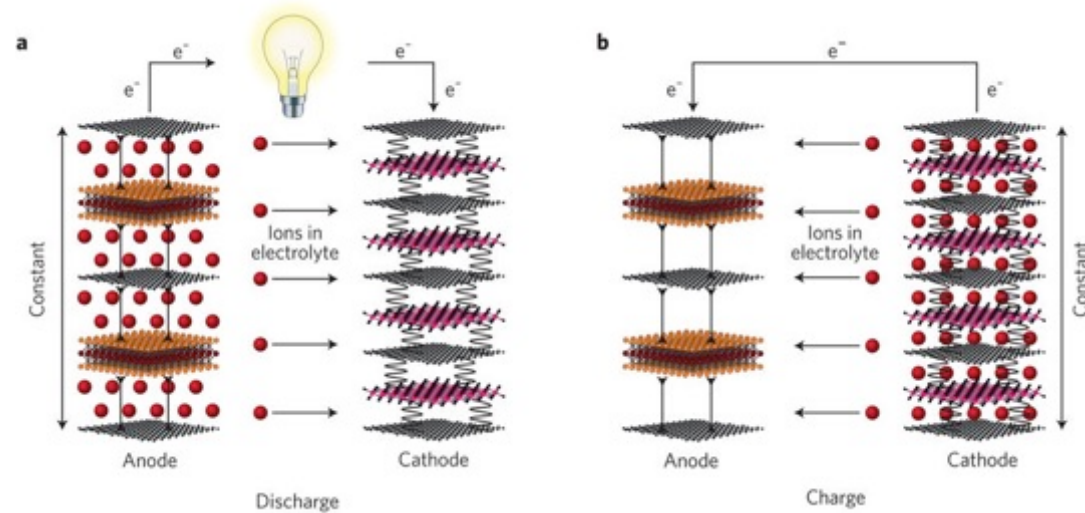 a
e⁻
e⁻
e⁻
e⁻
Constant
Ions in
electrolyte
Anode
Cathode
Discharge
b
e⁻
e⁻
e⁻
Ions in
electrolyte
Constant
Anode
Cathode
Charge